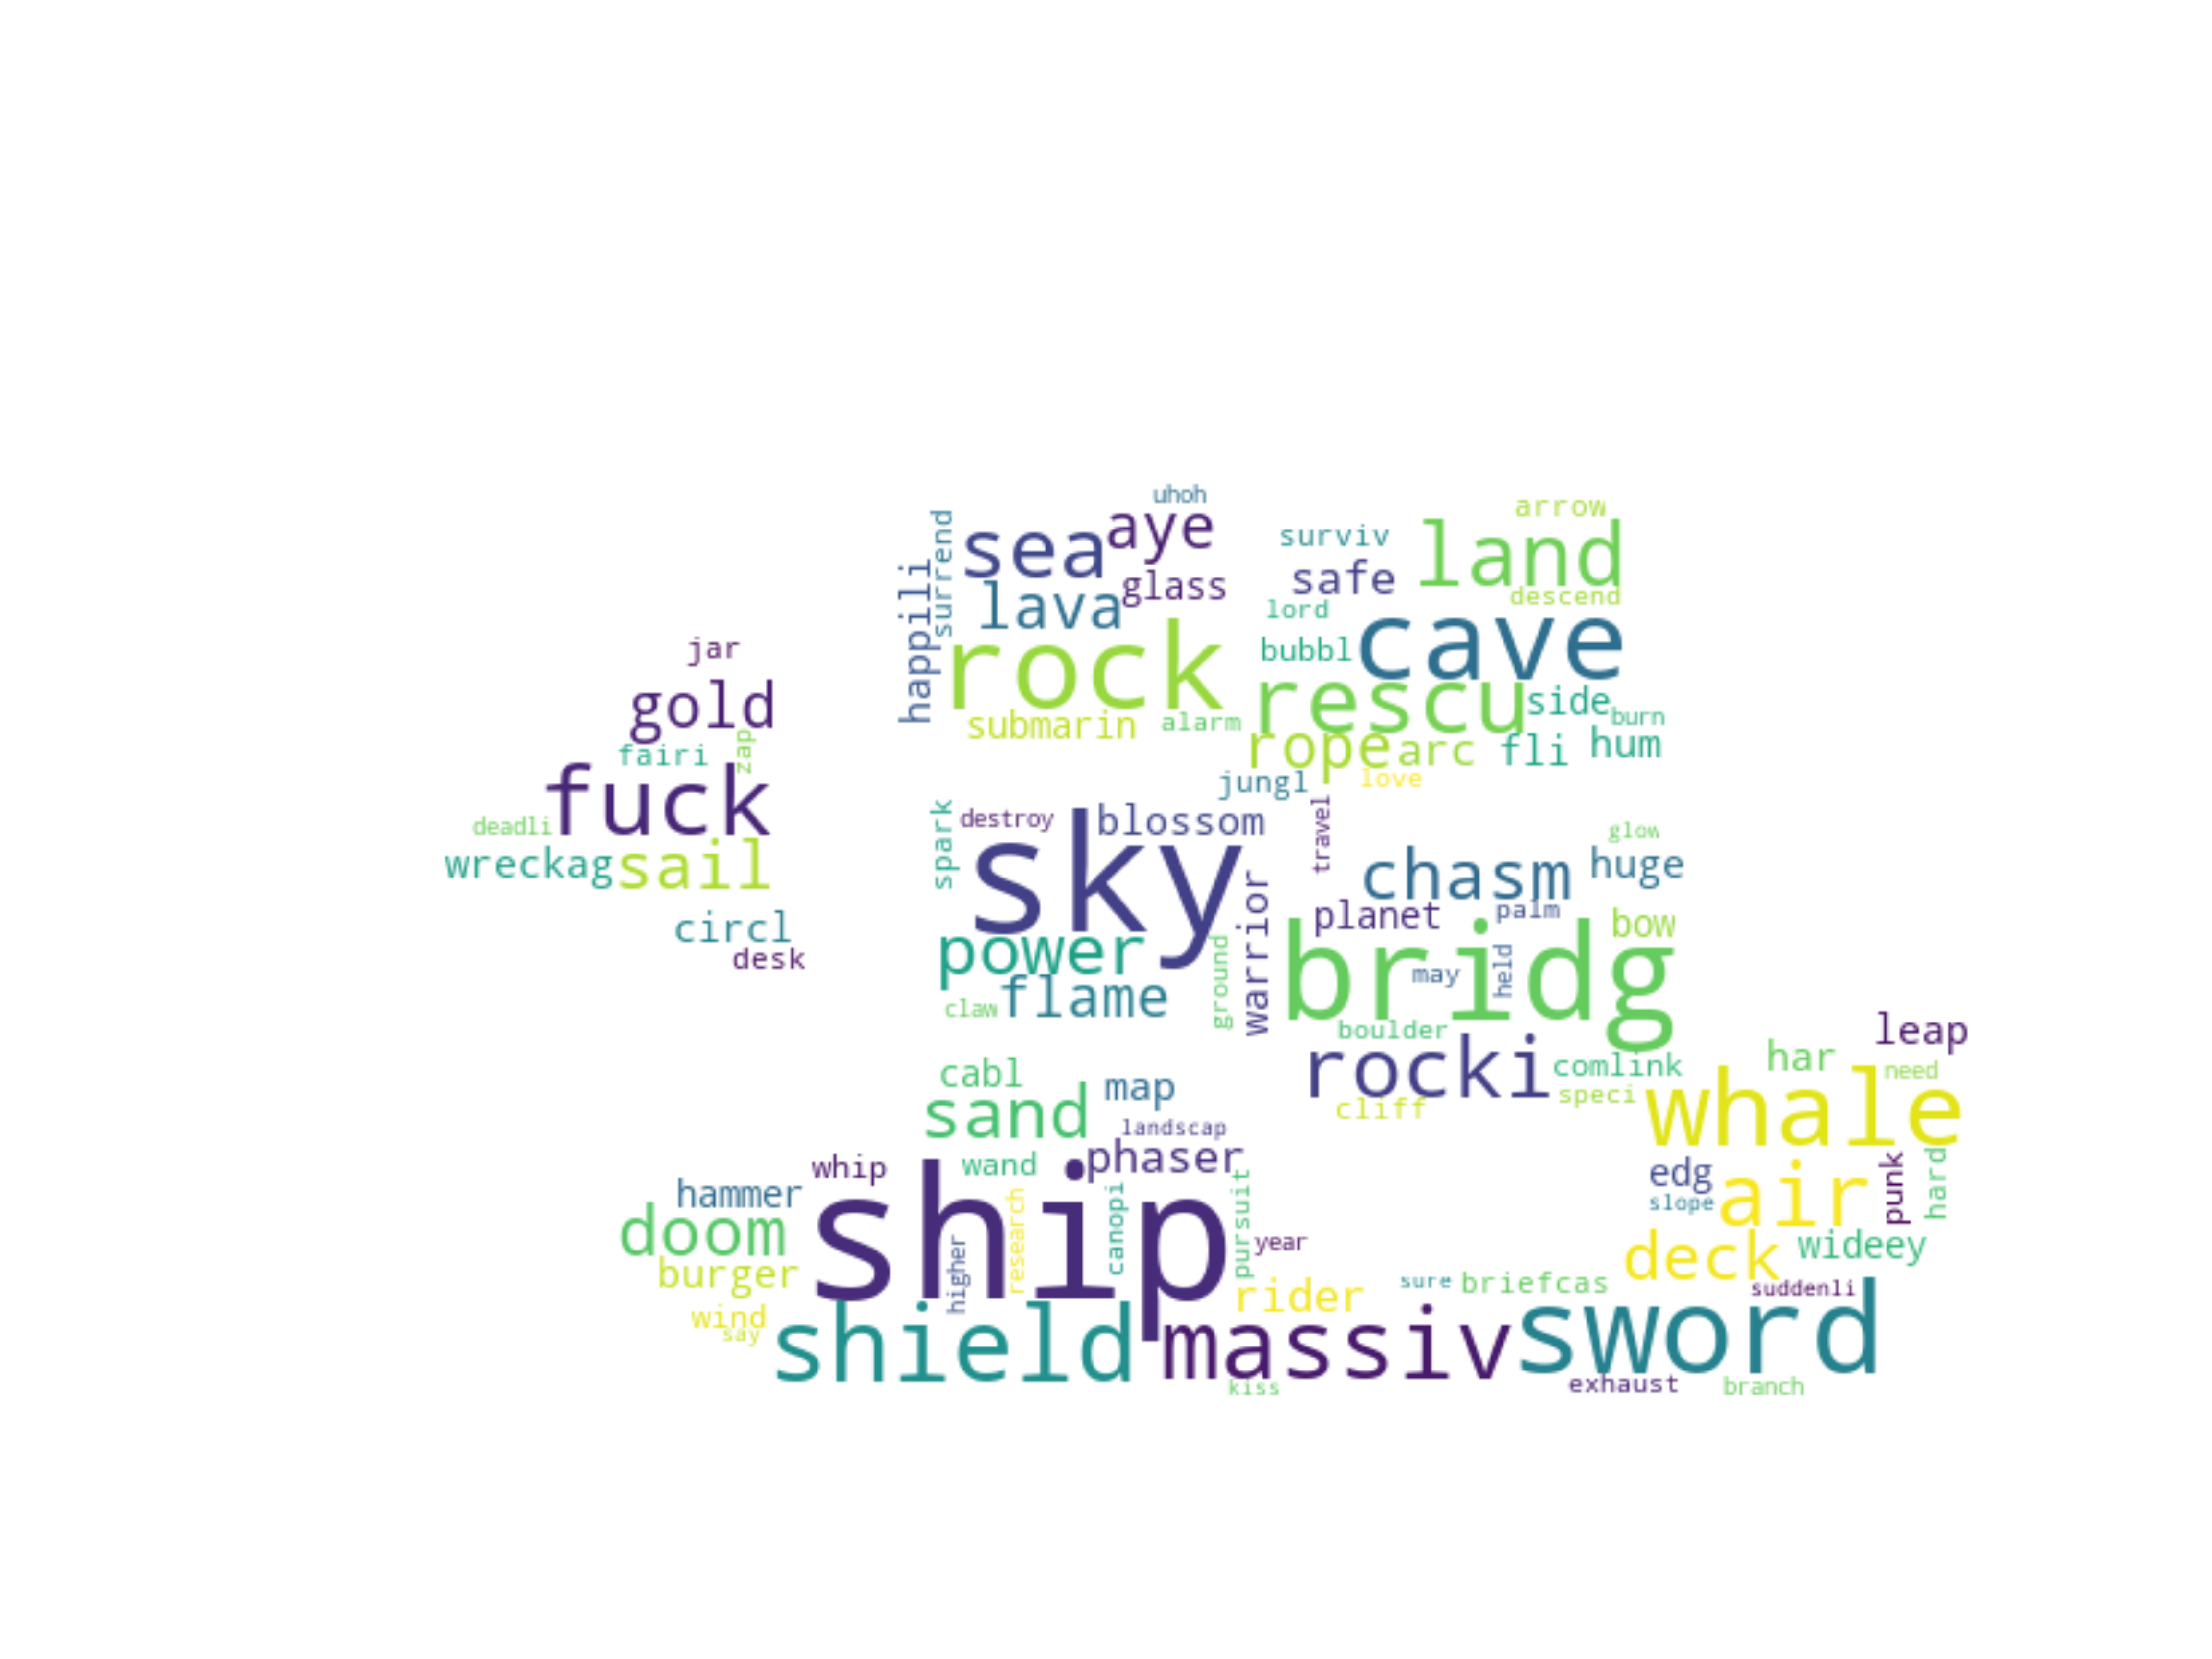 uhoh
arrow
surrend
sea
aye
surviv
land
happili
lava
glass
safe
descend
lord
cave
jar
rock
bubbl
gold
rescu
side
burn
submarin
alarm
fairi
zap
rope
arc
fli
hum
jungl
love
fuck
spark
destroy
blossom
travel
glow
deadli
sky
wreckag
sail
chasm
huge
warrior
planet
palm
bow
circl
desk
power
ground
bridg
may
held
claw
flame
boulder
leap
cabl
map
rocki
comlink
har
need
sand
cliff
speci
whale
landscap
whip
wand
phaser
edg
air
punk
hard
hammer
ship
canopi
pursuit
slope
doom
higher
research
year
deck
wideey
burger
rider
sure
briefcas
suddenli
wind
say
shield
massiv
sword
kiss
exhaust
branch